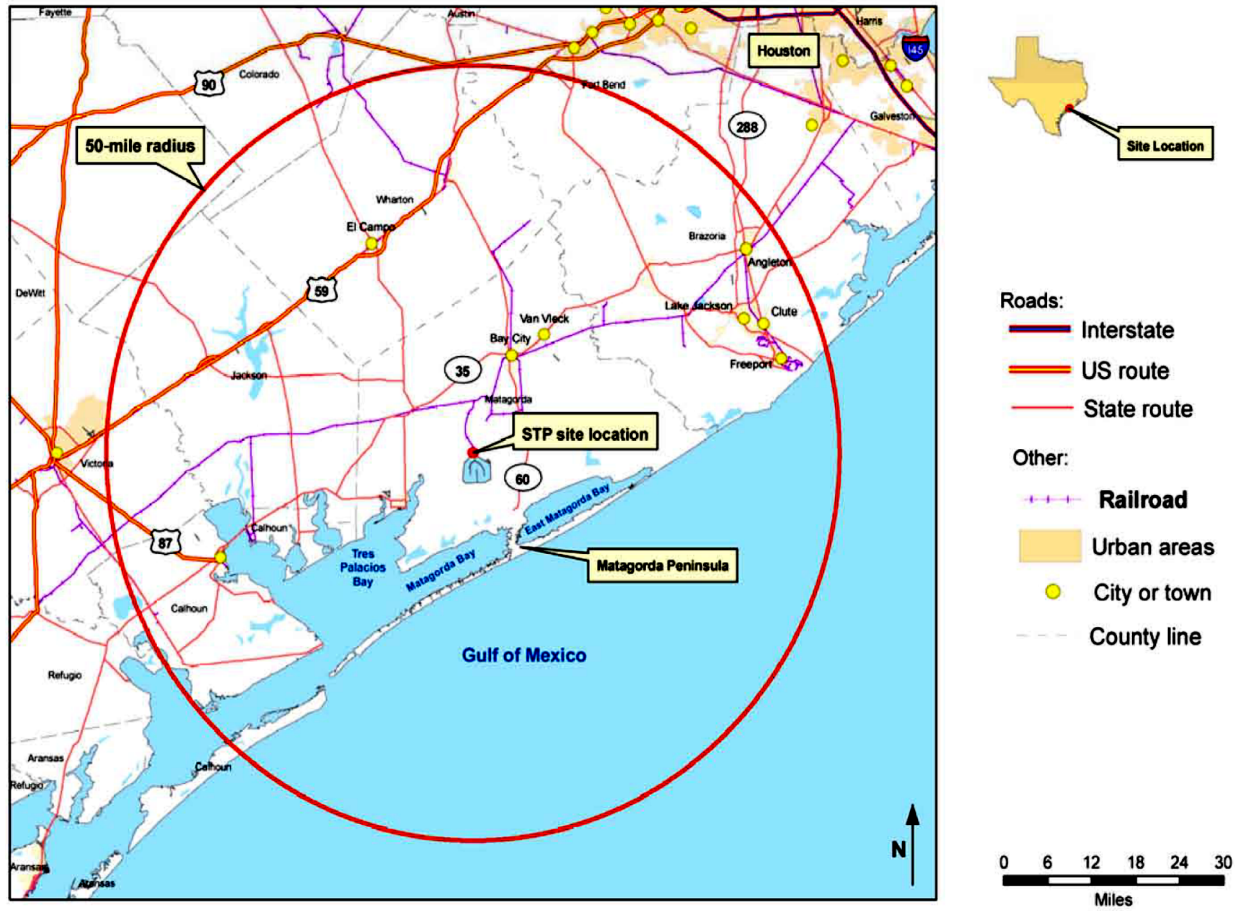 Fayette
Austin
Harris
Houston
I45
Colorado
90
Fort Bend
Galveston
288
50-mile radius
Site Location
Wharton
El Campo
Brazoria
Angleton
59
DeWitt
Lake Jackson
Clute
Van Vleck
Bay City
Freeport
35
Jackson
Matagorda
STP site location
Victoria
60
East Matagorda Bay
87
Calhoun
Tres
Palacios
Bay
Matagorda Bay
Matagorda Peninsula
Calhoun
Gulf of Mexico
Refugio
Aransas
Calhoun
Refugio
Aransas
Aransas
N
Roads:
Interstate
US route
State route
Other:
Railroad
Urban areas
City or town
County line
0 6 12 18 24 30
Miles